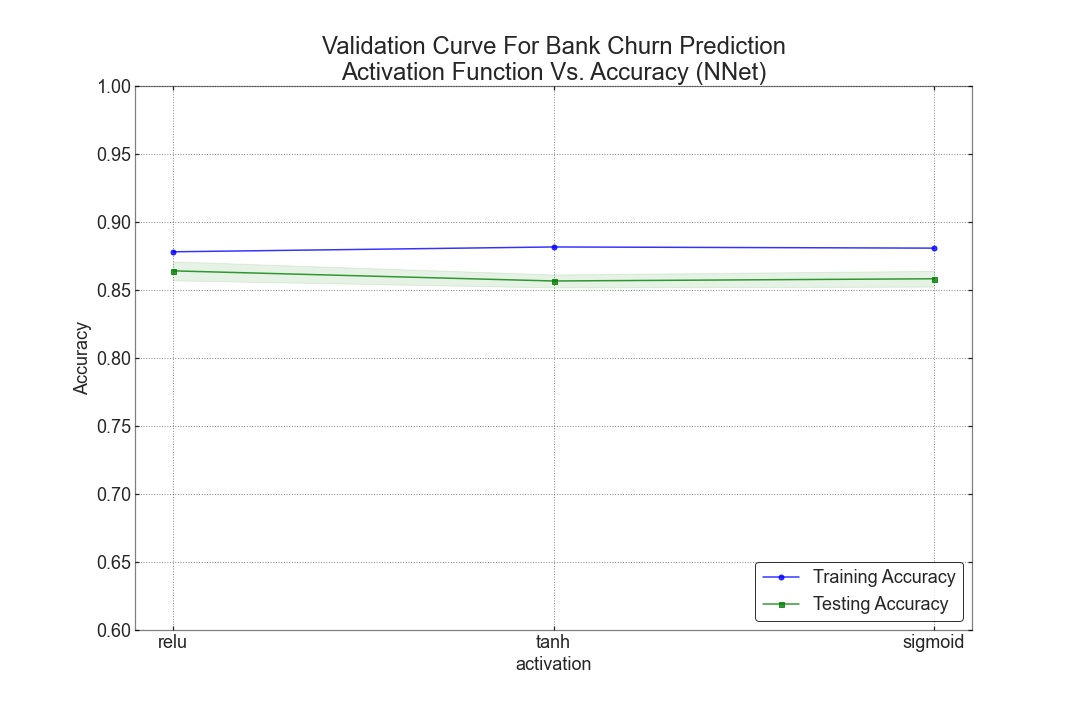 Validation Curve For Bank Churn Prediction
Activation Function Vs. Accuracy (NNet)
1.00
0.95
0.90
0.85
0.80
0.75
0.70
0.65
0.60
Accuracy
relu
tanh
sigmoid
activation
Training Accuracy
Testing Accuracy